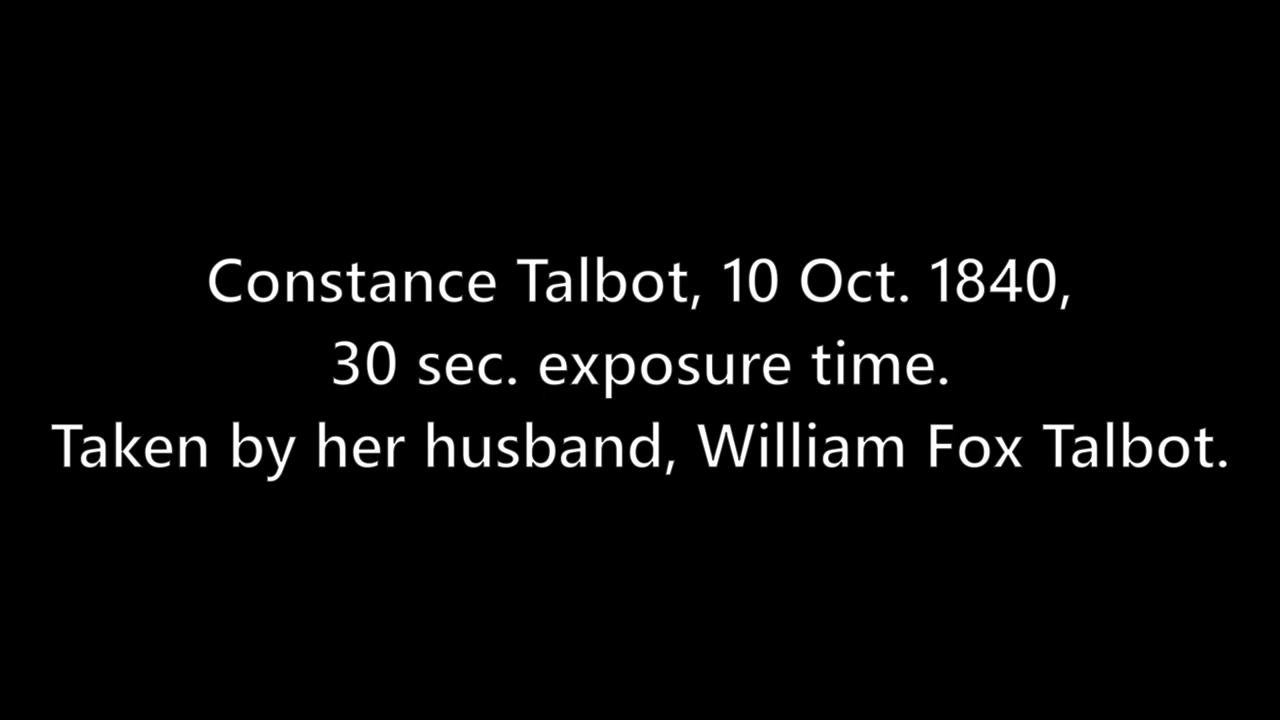 Constance Talbot, 10 Oct. 1840,
30 sec. exposure time.
Taken by her husband, William Fox Talbot.